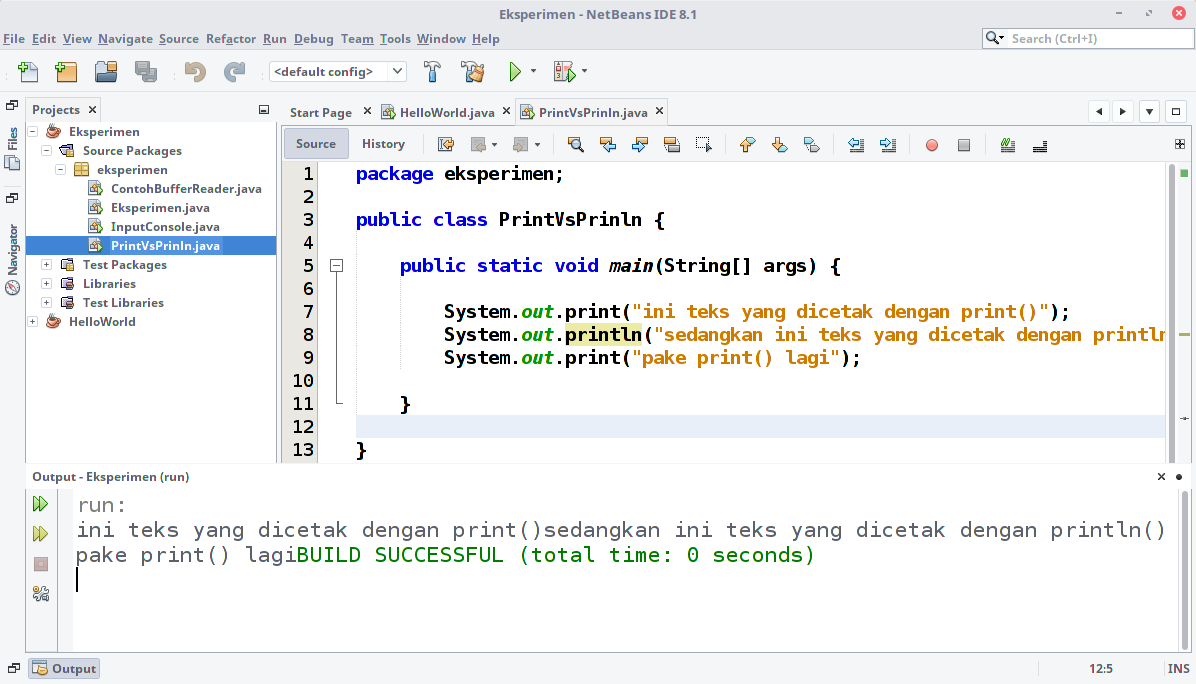 Eksperimen - NetBeans IDE 8.1
File Edit View Navigate Source Refactor Run Debug Team Tools Window Help
Search (Ctrl+I)
<default config>
Projects
Start Page HelloWorld.java PrintVsPrinln.java
Files
Navigator
Eksperimen
Source Packages
eksperimen
ContohBufferReader.java
Eksperimen.java
InputConsole.java
PrintVsPrinln.java
Test Packages
Libraries
Test Libraries
HelloWorld
Source History
1 package eksperimen;
2
3 public class PrintVsPrinln {
4
5 public static void main(String[] args) {
6
7 System.out.print("ini teks yang dicetak dengan print()");
8 System.out.println("sedangkan ini teks yang dicetak dengan println
9 System.out.print("pake print() lagi");
10
11 }
12
13 }
Output - Eksperimen (run)
run:
ini teks yang dicetak dengan print()sedangkan ini teks yang dicetak dengan println()
pake print() lagiBUILD SUCCESSFUL (total time: 0 seconds)
Output
12:5 INS